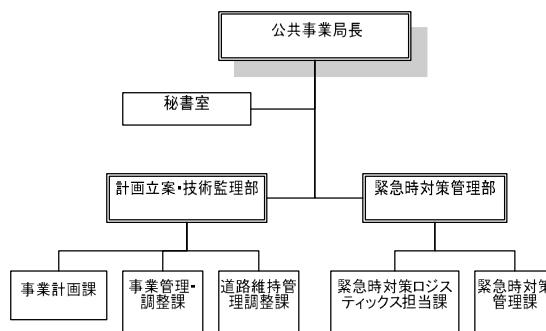 公共事業局長
秘書室
計画立案・技術監理部
緊急時対策管理部
事業計画課
事業管理・
調整課
道路維持管
理調整課
緊急時対策ロジス
ティックス担当課
緊急時対策
管理課